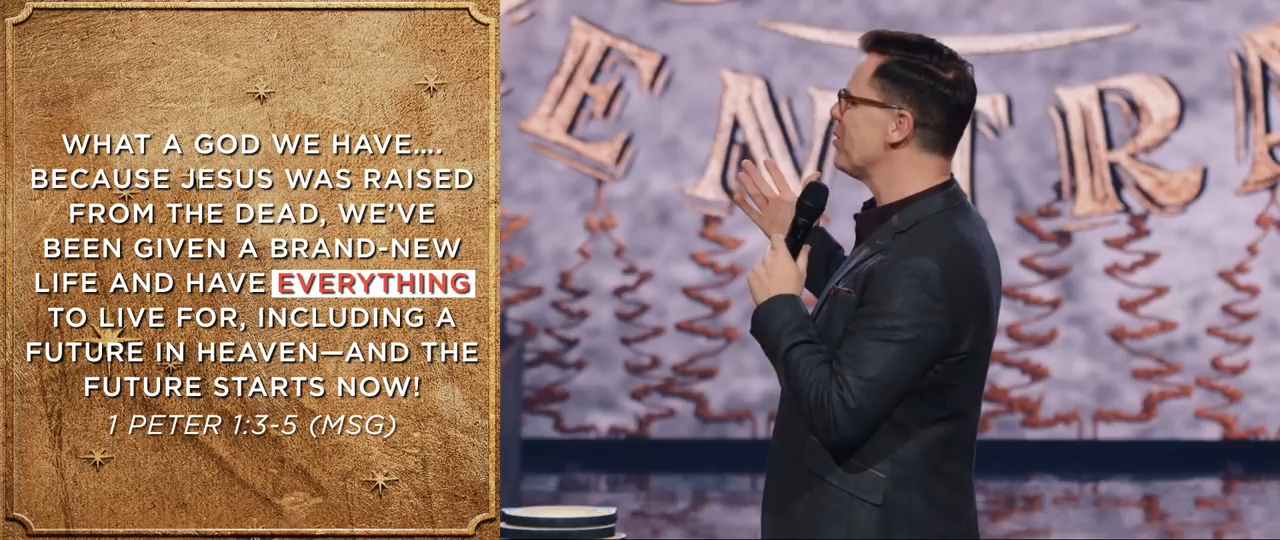 WHAT A GOD WE HAVE....
BECAUSE JESUS WAS RAISED
FROM THE DEAD, WE'VE
BEEN GIVEN A BRAND-NEW
LIFE AND HAVE EVERYTHING
TO LIVE FOR, INCLUDING A
FUTURE IN HEAVEN—AND THE
FUTURE STARTS NOW!
1 PETER 1:3-5 (MSG)
ENTR